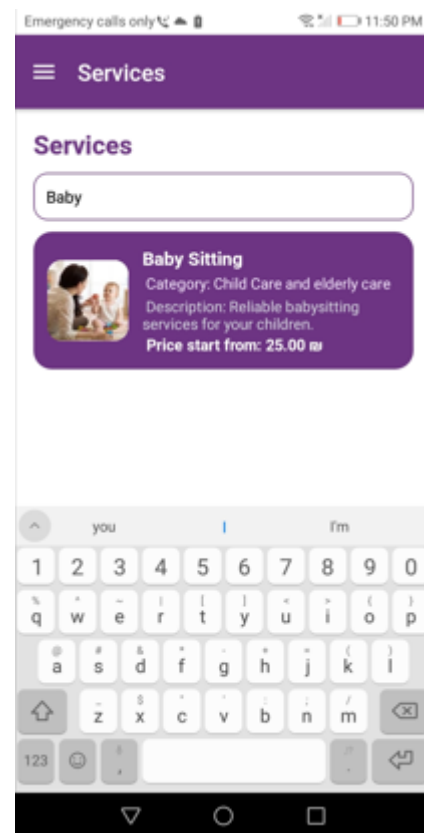 Emergency calls only 11:50 PM
Services
Services
Baby
Baby Sitting
Category: Child Care and elderly care
Description: Reliable babysitting
services for your children.
Price start from: 25.00 ₪
you I I'm
1 2 3 4 5 6 7 8 9 0
q w e r t y u i o p
a s d f g h j k l
z x c v b n m
123 , .